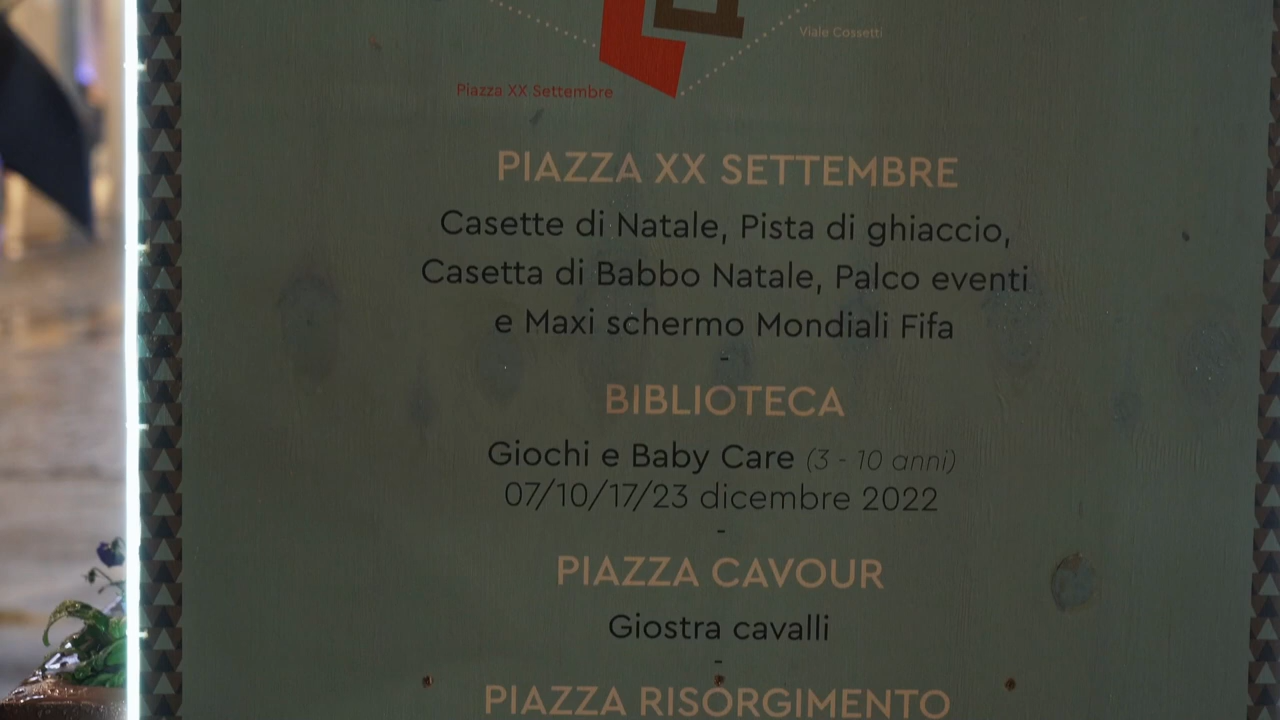 Viale Cossetti
Piazza XX Settembre
PIAZZA XX SETTEMBRE
Casette di Natale, Pista di ghiaccio,
Casetta di Babbo Natale, Palco eventi
e Maxi schermo Mondiali Fifa
-
BIBLIOTECA
Giochi e Baby Care (3 - 10 anni)
07/10/17/23 dicembre 2022
-
PIAZZA CAVOUR
Giostra cavalli
-
PIAZZA RISORGIMENTO